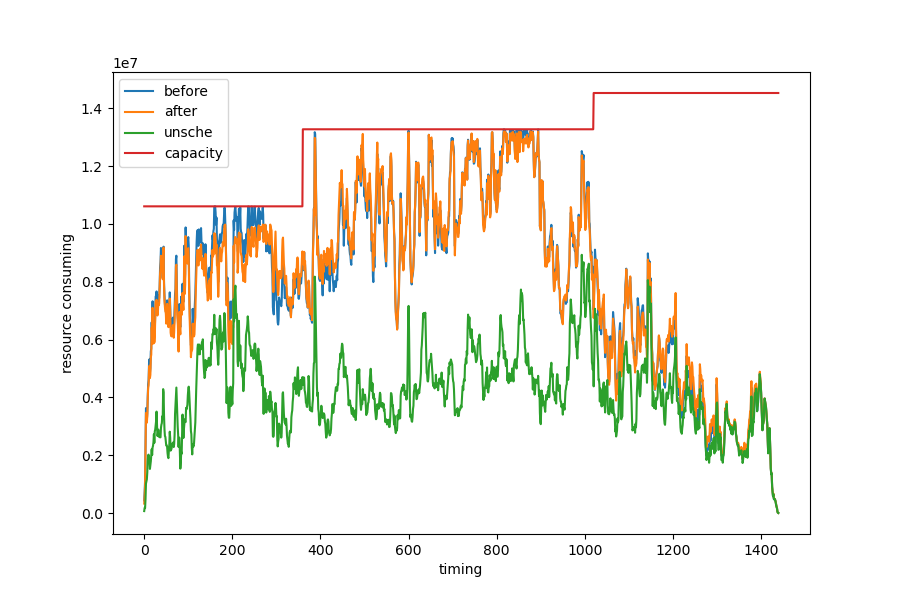 1e7
before
after
unsche
capacity
1.4
1.2
1.0
0.8
0.6
0.4
0.2
0.0
resource consuming
0 200 400 600 800 1000 1200 1400
timing